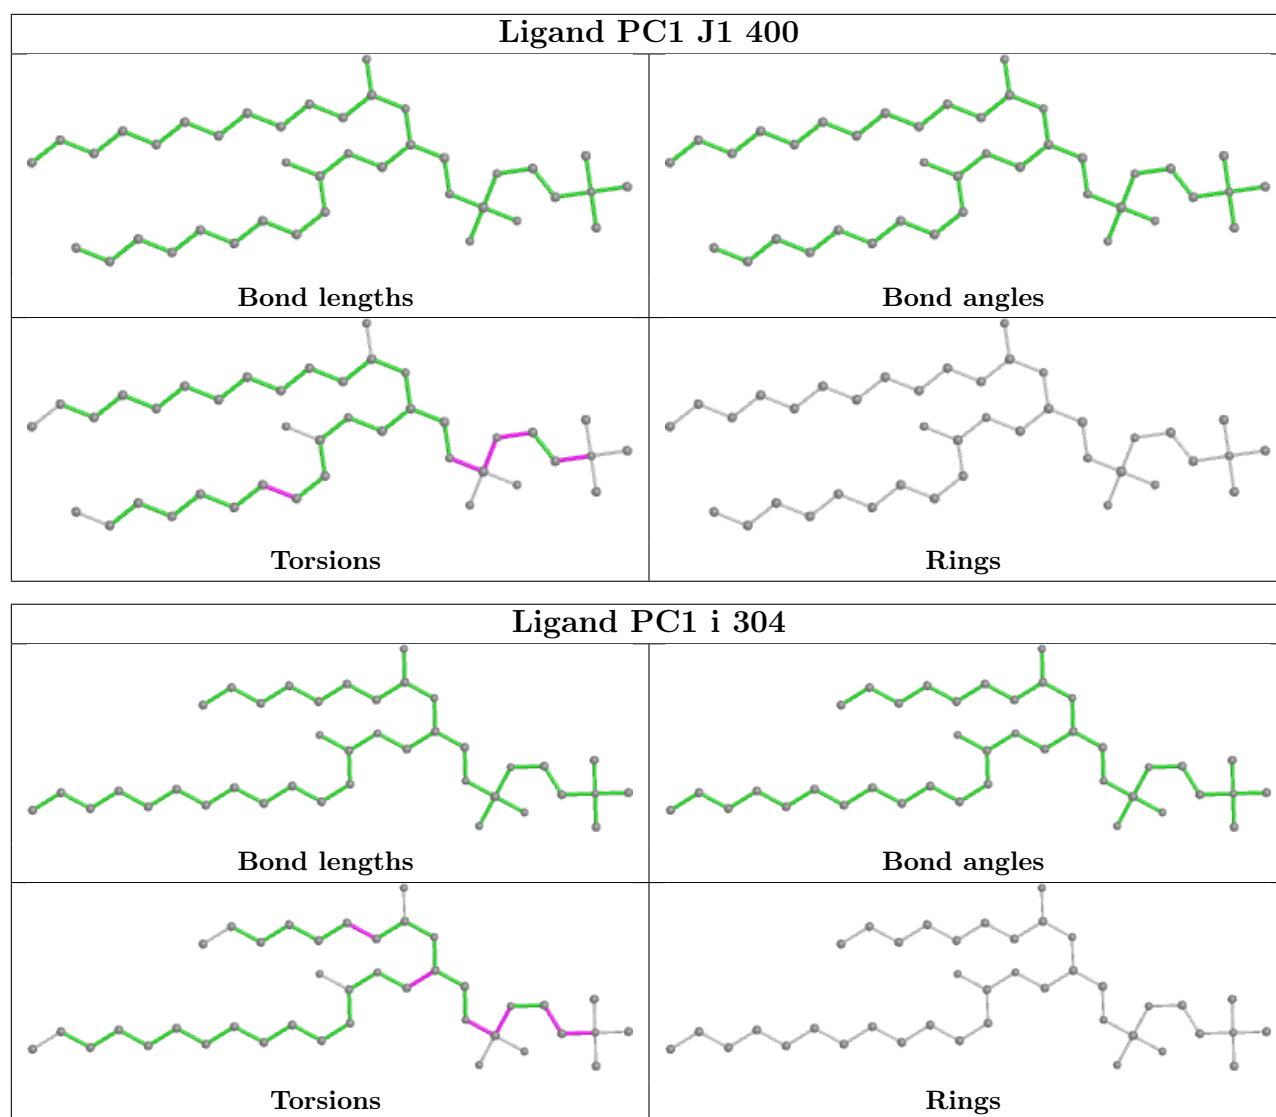 Ligand PC1 J1 400
Bond lengths
Bond angles
Torsions
Rings
Ligand PC1 i 304
Bond lengths
Bond angles
Torsions
Rings